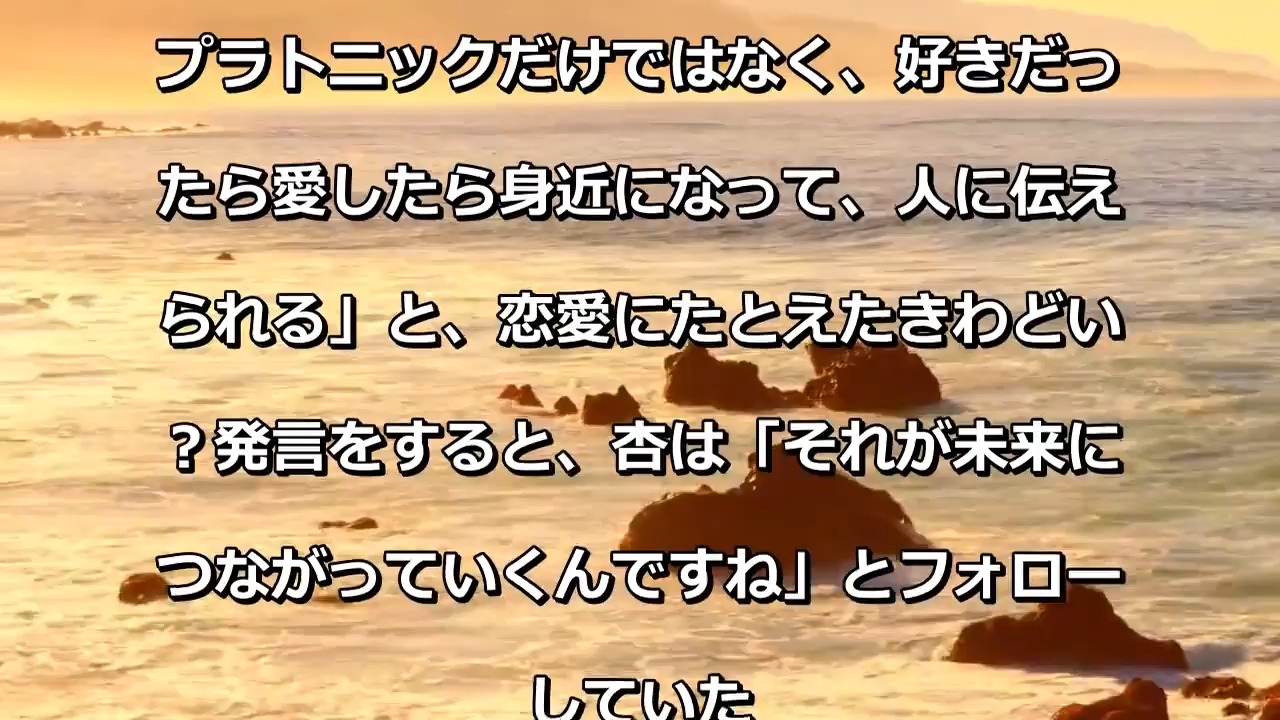 プラトニックだけではなく、好きだっ
たら愛したら身近になって、人に伝え
られる」と、恋愛にたとえたきわどい
？発言をすると、杏は「それが未来に
つながっていくんですね」とフォロー
していた